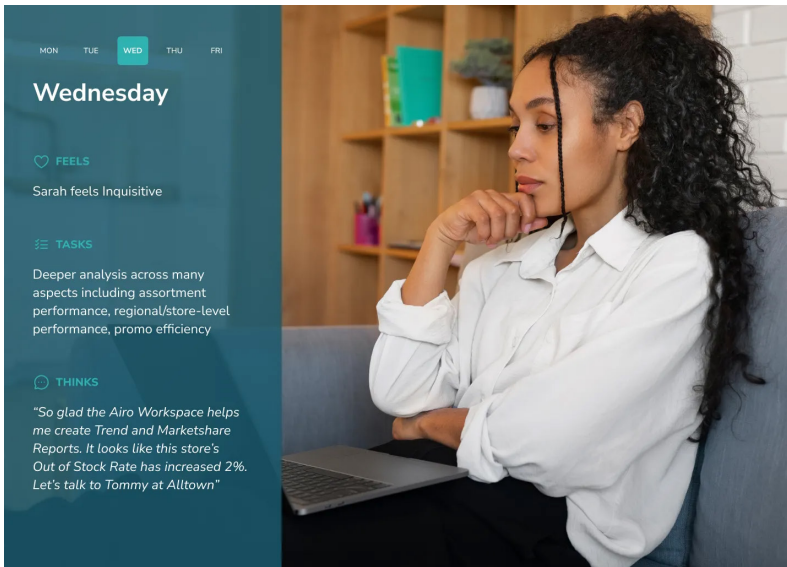 MON TUE WED THU FRI
Wednesday
FEELS
Sarah feels Inquisitive
TASKS
Deeper analysis across many
aspects including assortment
performance, regional/store-level
performance, promo efficiency
THINKS
“So glad the Airo Workspace helps
me create Trend and Marketshare
Reports. It looks like this store’s
Out of Stock Rate has increased 2%.
Let’s talk to Tommy at Alltown”